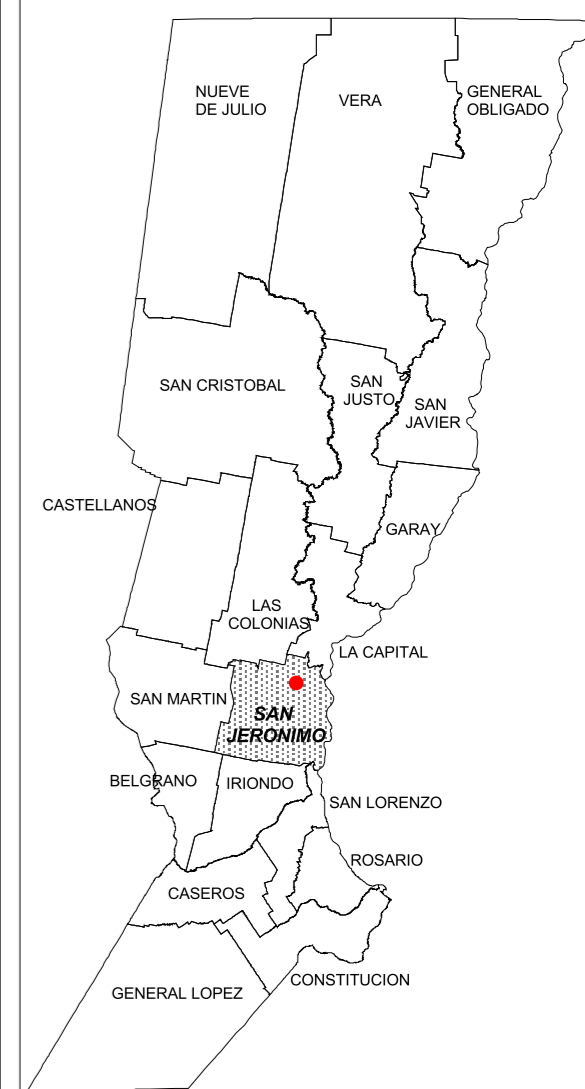 NUEVE
DE JULIO
VERA
GENERAL
OBLIGADO
SAN CRISTOBAL
SAN
JUSTO
SAN
JAVIER
CASTELLANOS
GARAY
LAS
COLONIAS
LA CAPITAL
SAN MARTIN
SAN
JERONIMO
BELGRANO
IRIONDO
SAN LORENZO
ROSARIO
CASEROS
CONSTITUCION
GENERAL LOPEZ